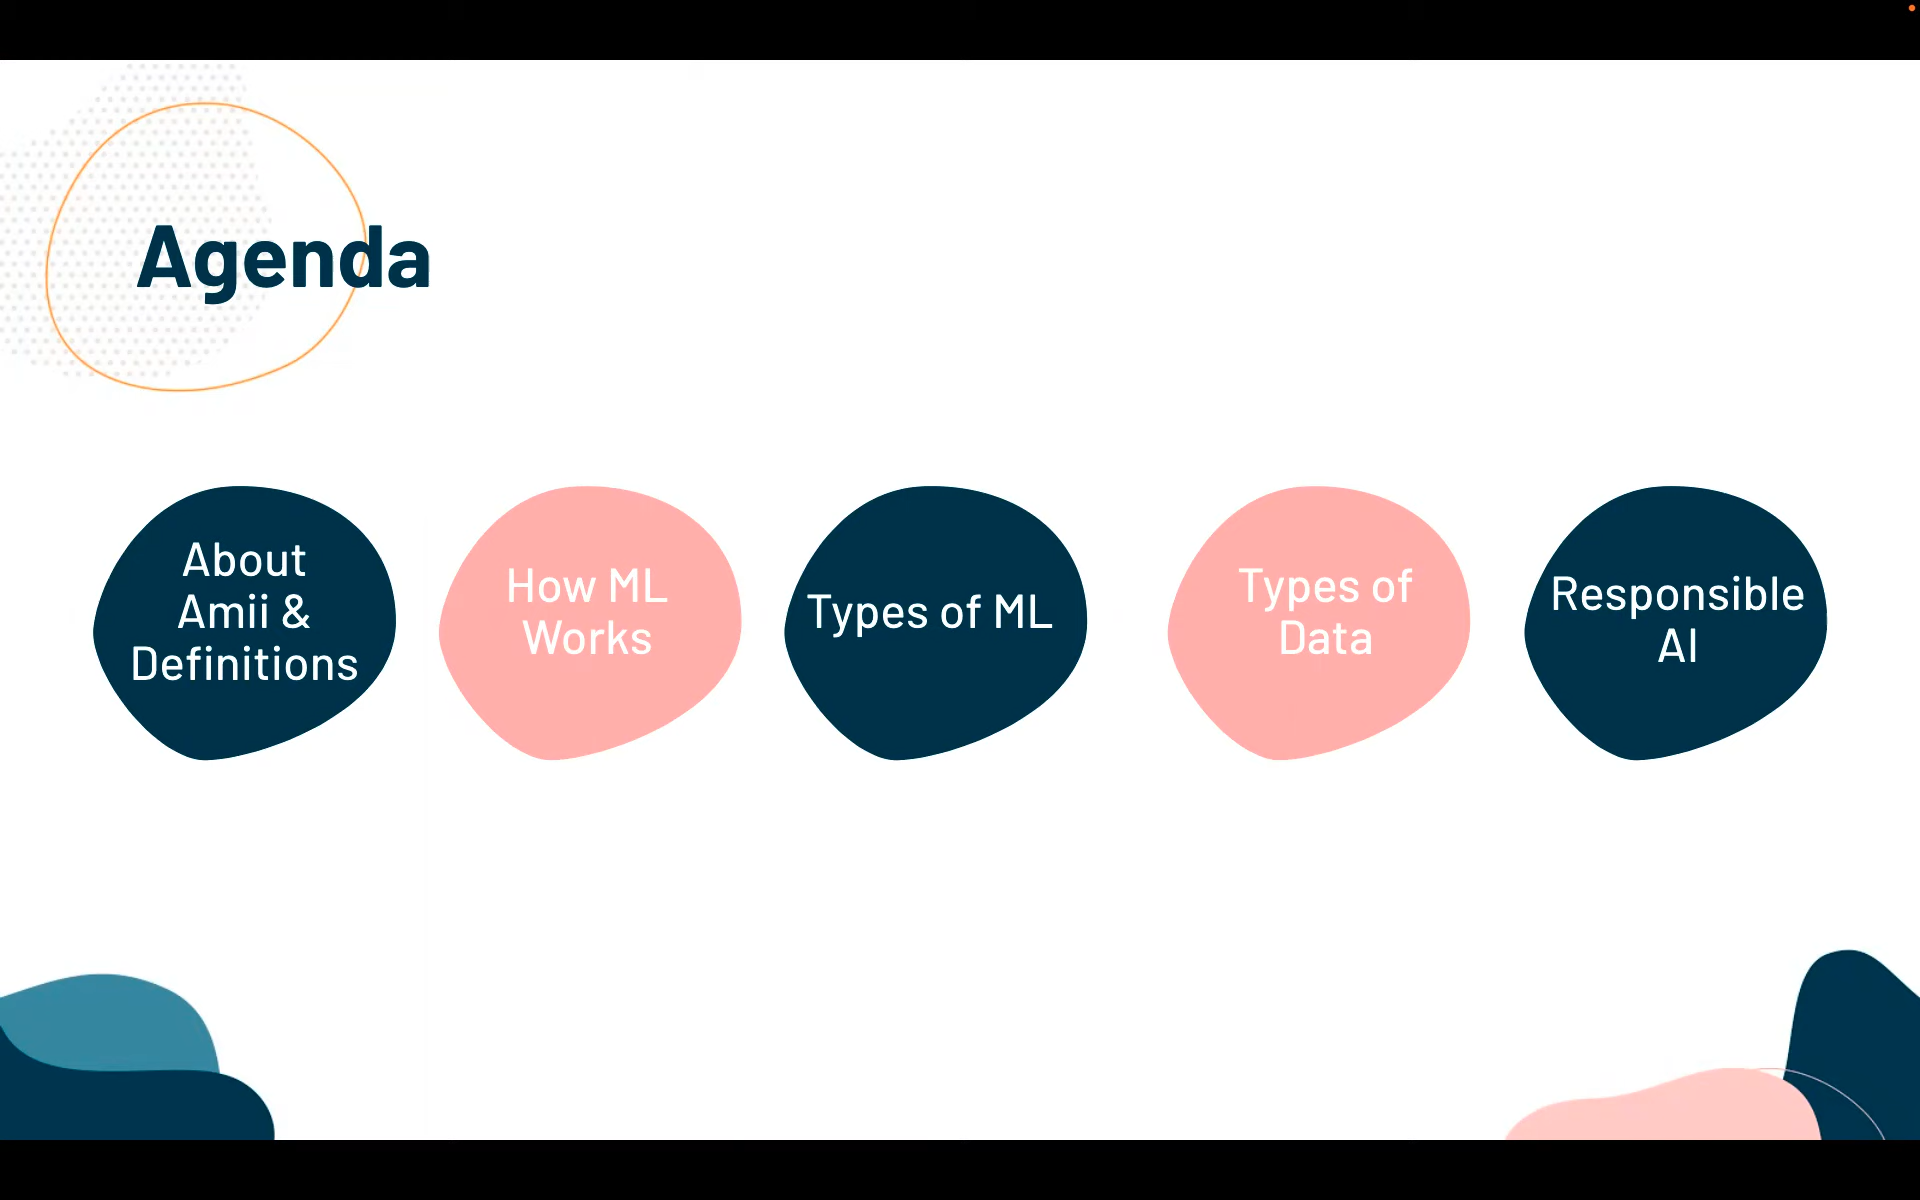 Agenda
About
Amii &
Definitions
How ML
Works
Types of ML
Types of
Data
Responsible
AI